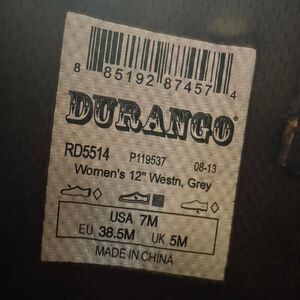 8 85192 87457 4
DURANGO
RD5514 P119537 08-13
Women's 12" Westn, Grey
USA 7M
EU 38.5M UK 5M
MADE IN CHINA